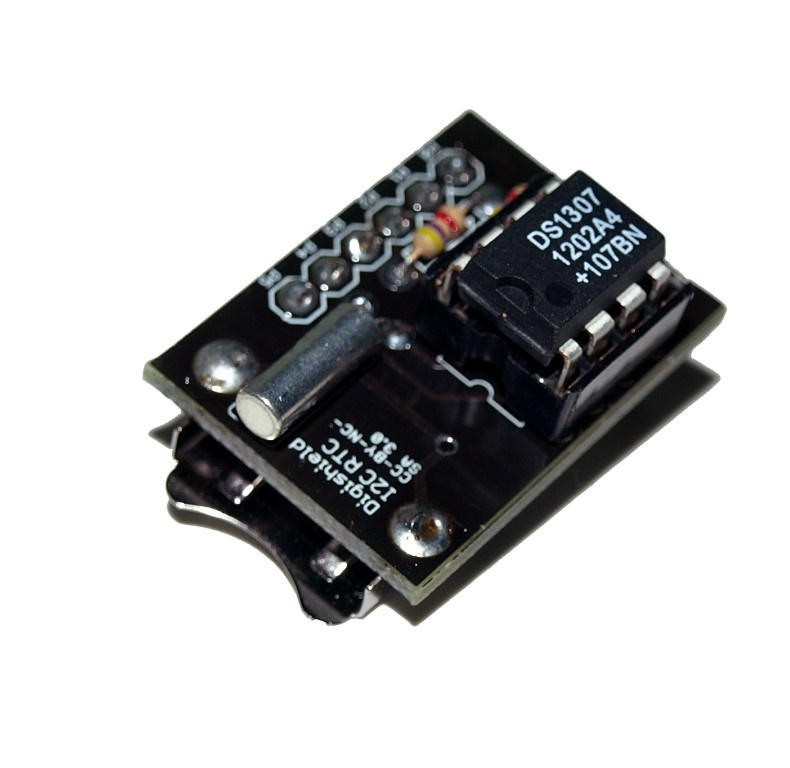 DS1307
1202A4
+107BN
Digishield
I2C RTC
CC-BY-NC-
SA 3.0